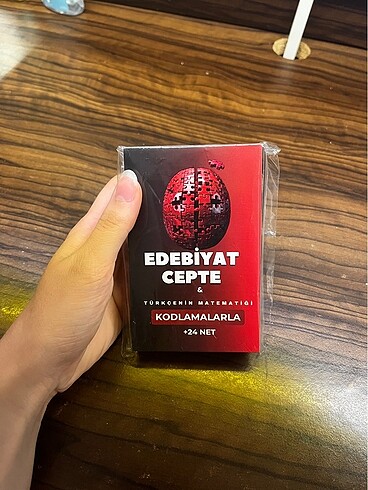 EDEBİYAT
CEPTE
&
TÜRKÇENİN MATEMATİĞİ
KODLAMALARLA
+24 NET